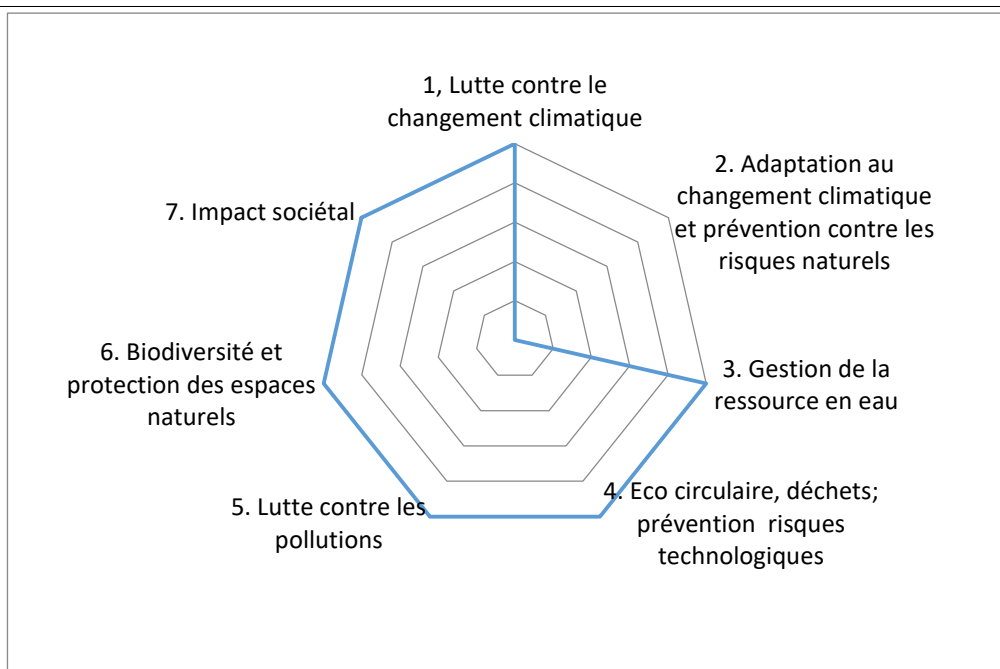 1, Lutte contre le
changement climatique
2. Adaptation au
changement climatique
et prévention contre les
risques naturels
3. Gestion de la
ressource en eau
4. Eco circulaire, déchets;
prévention  risques
technologiques
5. Lutte contre les
pollutions
6. Biodiversité et
protection des espaces
naturels
7. Impact sociétal